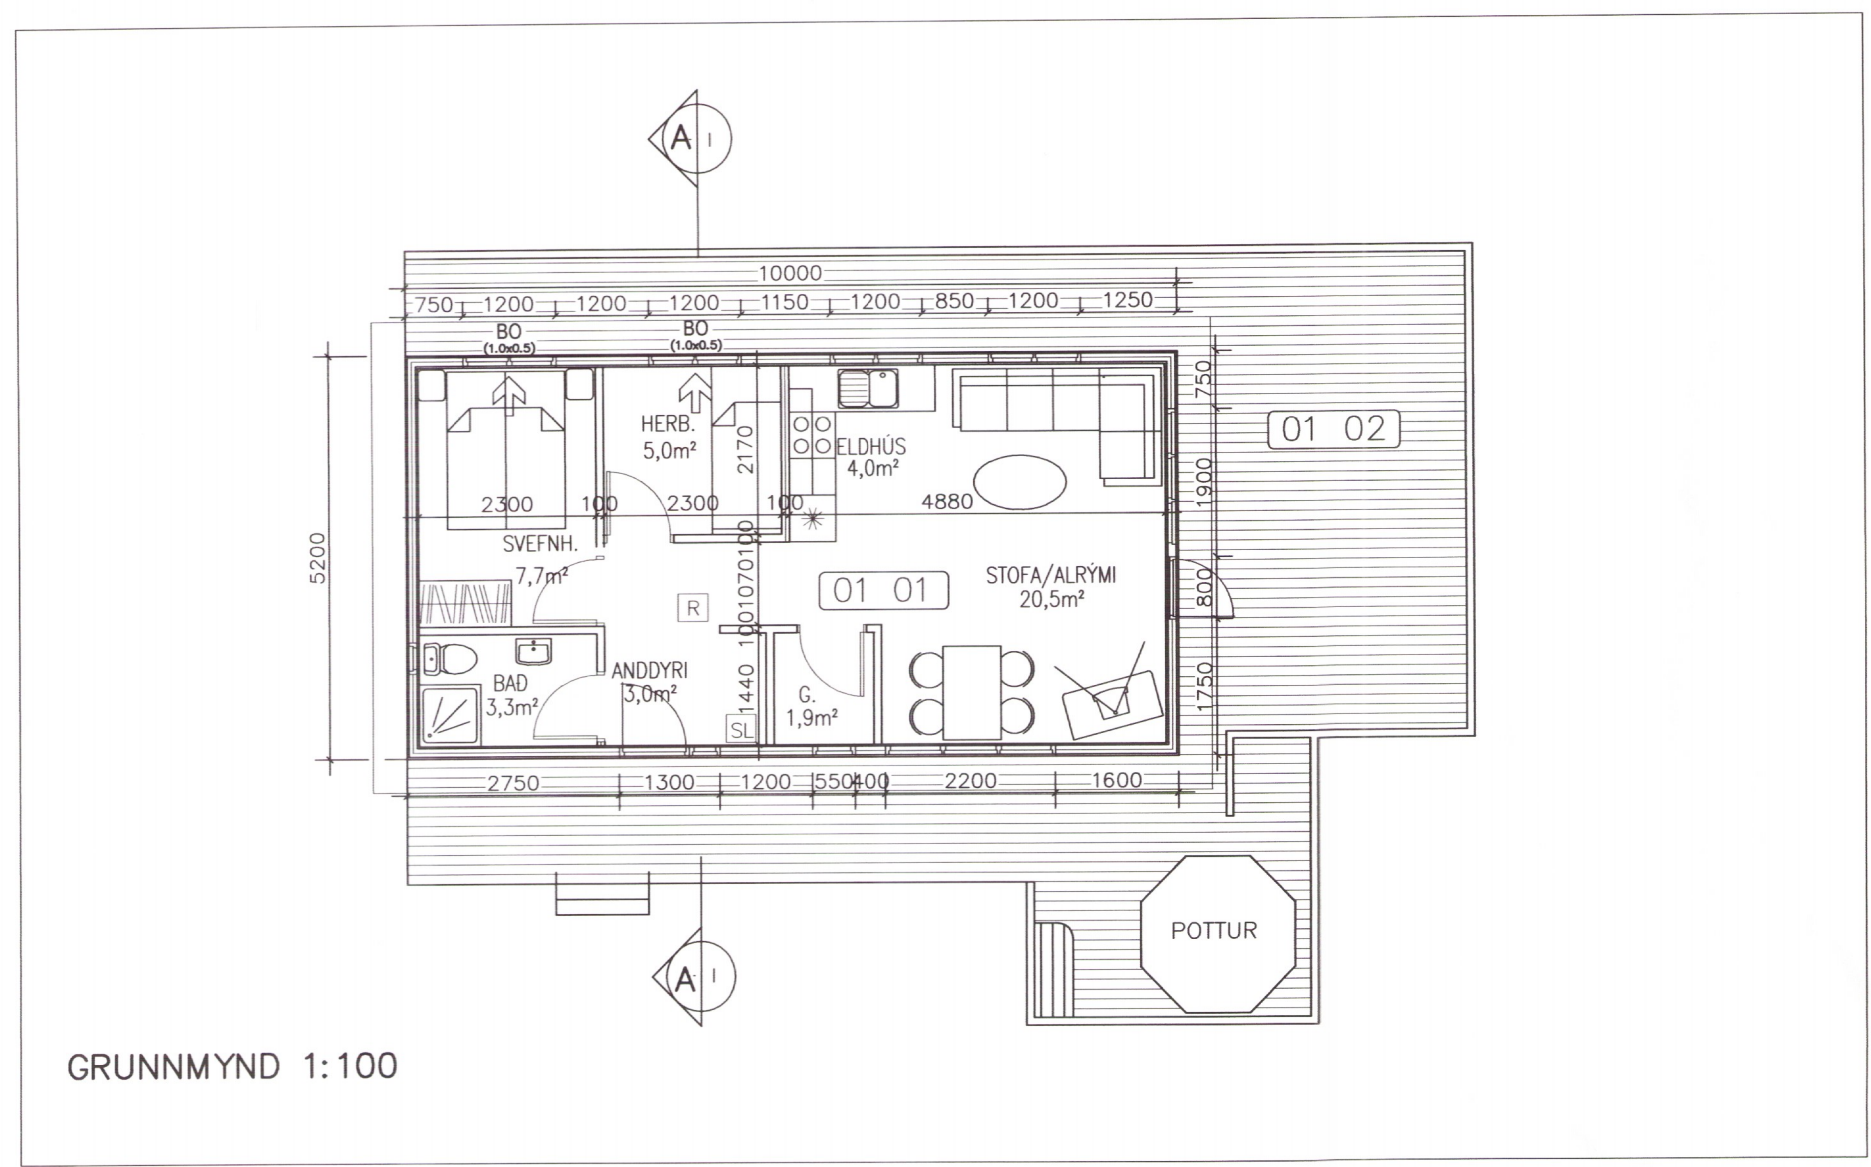 A I
10000
750 1200 1200 1200 1150 1200 850 1200 1250
BO
(1.0x0.5)
BO
(1.0x0.5)
750
HERB.
5,0m²
2170
ELDHÚS
4,0m²
01 02
1900
2300 100 2300 100 4880
5200
SVEFNH.
7,7m²
100
1070
R
01 01
STOFA/ALRÝMI
20,5m²
800
100
BAÐ
3,3m²
ANDDYRI
3,0m²
1440
SL
G.
1,9m²
1750
2750 1300 1200 550 400 2200 1600
POTTUR
A I
GRUNNMYND 1:100